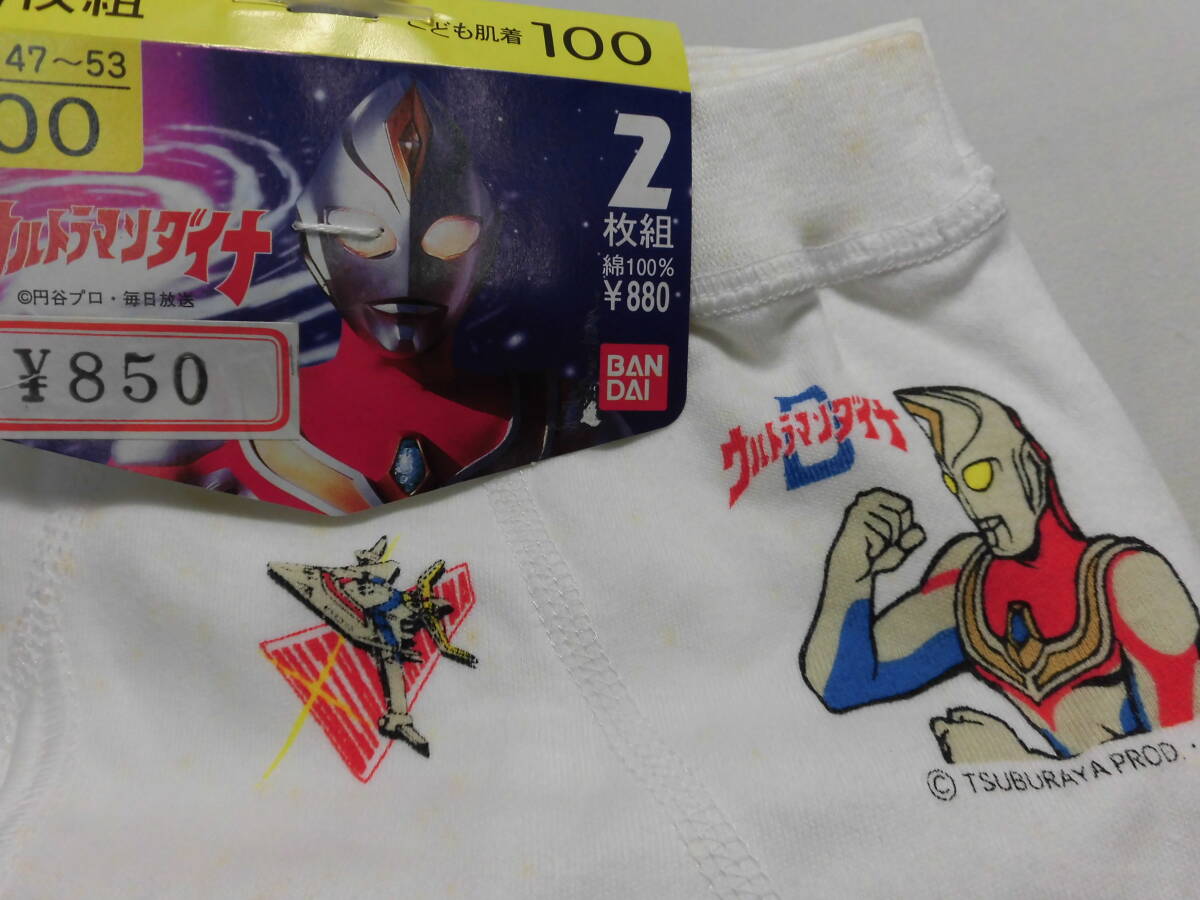 枚組
こども肌着 100
47～53
00
2
枚組
綿100%
¥880
ウルトラマンダイナ
©円谷プロ・毎日放送
¥850
BAN
DAI
ウルトラマンダイナ
D
© TSUBURAYA PROD.